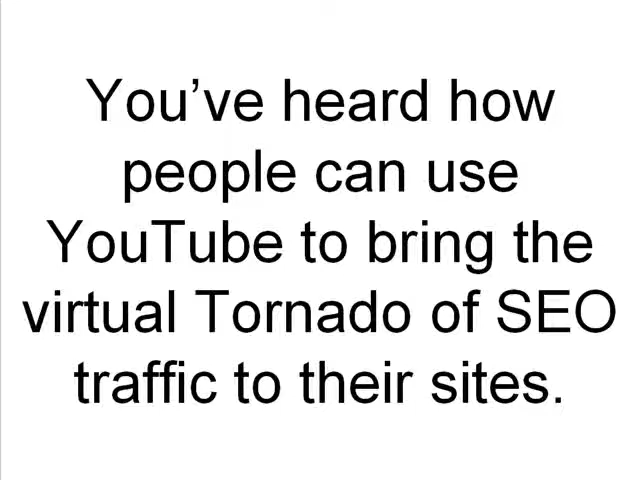 You’ve heard how
people can use
YouTube to bring the
virtual Tornado of SEO
traffic to their sites.